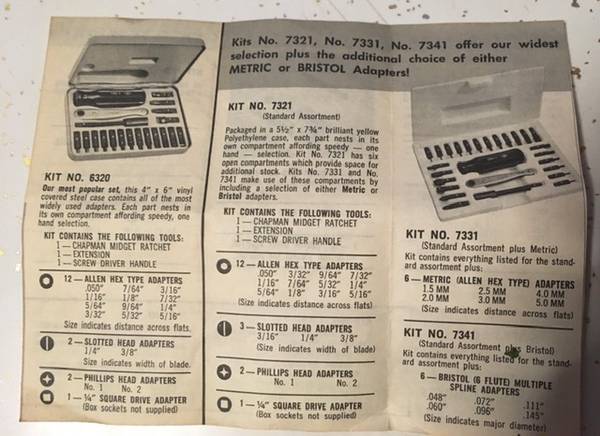 Kits No. 7321, No. 7331, No. 7341 offer our widest
selection plus the additional choice of either
METRIC or BRISTOL Adapters!
KIT NO. 6320
Our most popular set, this 4" x 6" vinyl
covered steel case contains all of the most
widely used adapters. Each part nests in
its own compartment affording speedy, one
hand selection.
KIT CONTAINS THE FOLLOWING TOOLS:
1—CHAPMAN MIDGET RATCHET
1—EXTENSION
1—SCREW DRIVER HANDLE
12—ALLEN HEX TYPE ADAPTERS
.050" 7/64" 3/16"
1/16" 1/8" 7/32"
5/64" 9/64" 1/4"
3/32" 5/32" 5/16"
(Size indicates distance across flats.
2—SLOTTED HEAD ADAPTERS
1/4" 3/8"
Size indicates width of blade.
2—PHILLIPS HEAD ADAPTERS
No. 1 No. 2
1—¼" SQUARE DRIVE ADAPTER
(Box sockets not supplied)
KIT NO. 7321
(Standard Assortment)
Packaged in a 5½" x 7¾" brilliant yellow
Polyethylene case, each part nests in its
own compartment affording speedy — one
hand — selection. Kit No. 7321 has six
open compartments which provide space for
additional stock. Kits No. 7331 and No.
7341 make use of these compartments by
including a selection of either Metric or
Bristol adapters.
KIT CONTAINS THE FOLLOWING TOOLS:
1—CHAPMAN MIDGET RATCHET
1—EXTENSION
1—SCREW DRIVER HANDLE
12—ALLEN HEX TYPE ADAPTERS
.050" 3/32" 9/64" 7/32"
1/16" 7/64" 5/32" 1/4"
5/64" 1/8" 3/16" 5/16"
(Size indicates distance across flats)
3—SLOTTED HEAD ADAPTERS
3/16" 1/4" 3/8"
(Size indicates width of blade)
2—PHILLIPS HEAD ADAPTERS
No. 1 No. 2
1—¼" SQUARE DRIVE ADAPTER
(Box sockets not supplied)
KIT NO. 7331
(Standard Assortment plus Metric)
Kit contains everything listed for the stand-
ard assortment plus:
6—METRIC (ALLEN HEX TYPE) ADAPTERS
1.5 MM 2.5 MM 4.0 MM
2.0 MM 3.0 MM 5.0 MM
(Size indicates distance across flats)
KIT NO. 7341
(Standard Assortment plus Bristol)
Kit contains everything listed for the stand-
ard assortment plus:
6—BRISTOL (6 FLUTE) MULTIPLE
SPLINE ADAPTERS
.048" .072" .111"
.060" .096" .145"
(Size indicates major diameter)